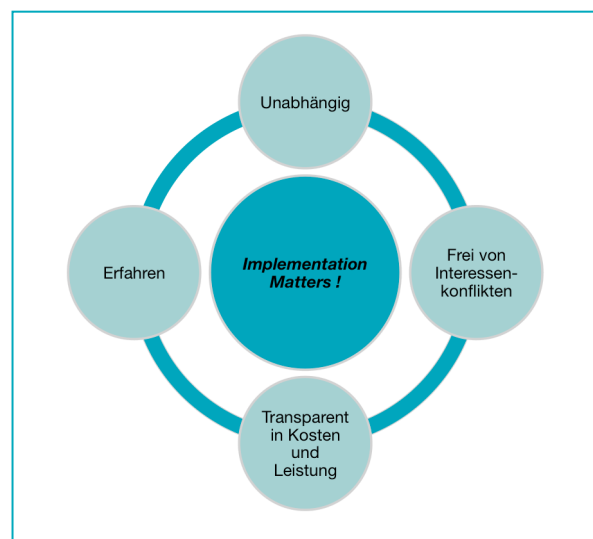 Unabhängig
Erfahren
Implementation
Matters !
Frei von
Interessen-
konflikten
Transparent
in Kosten
und
Leistung